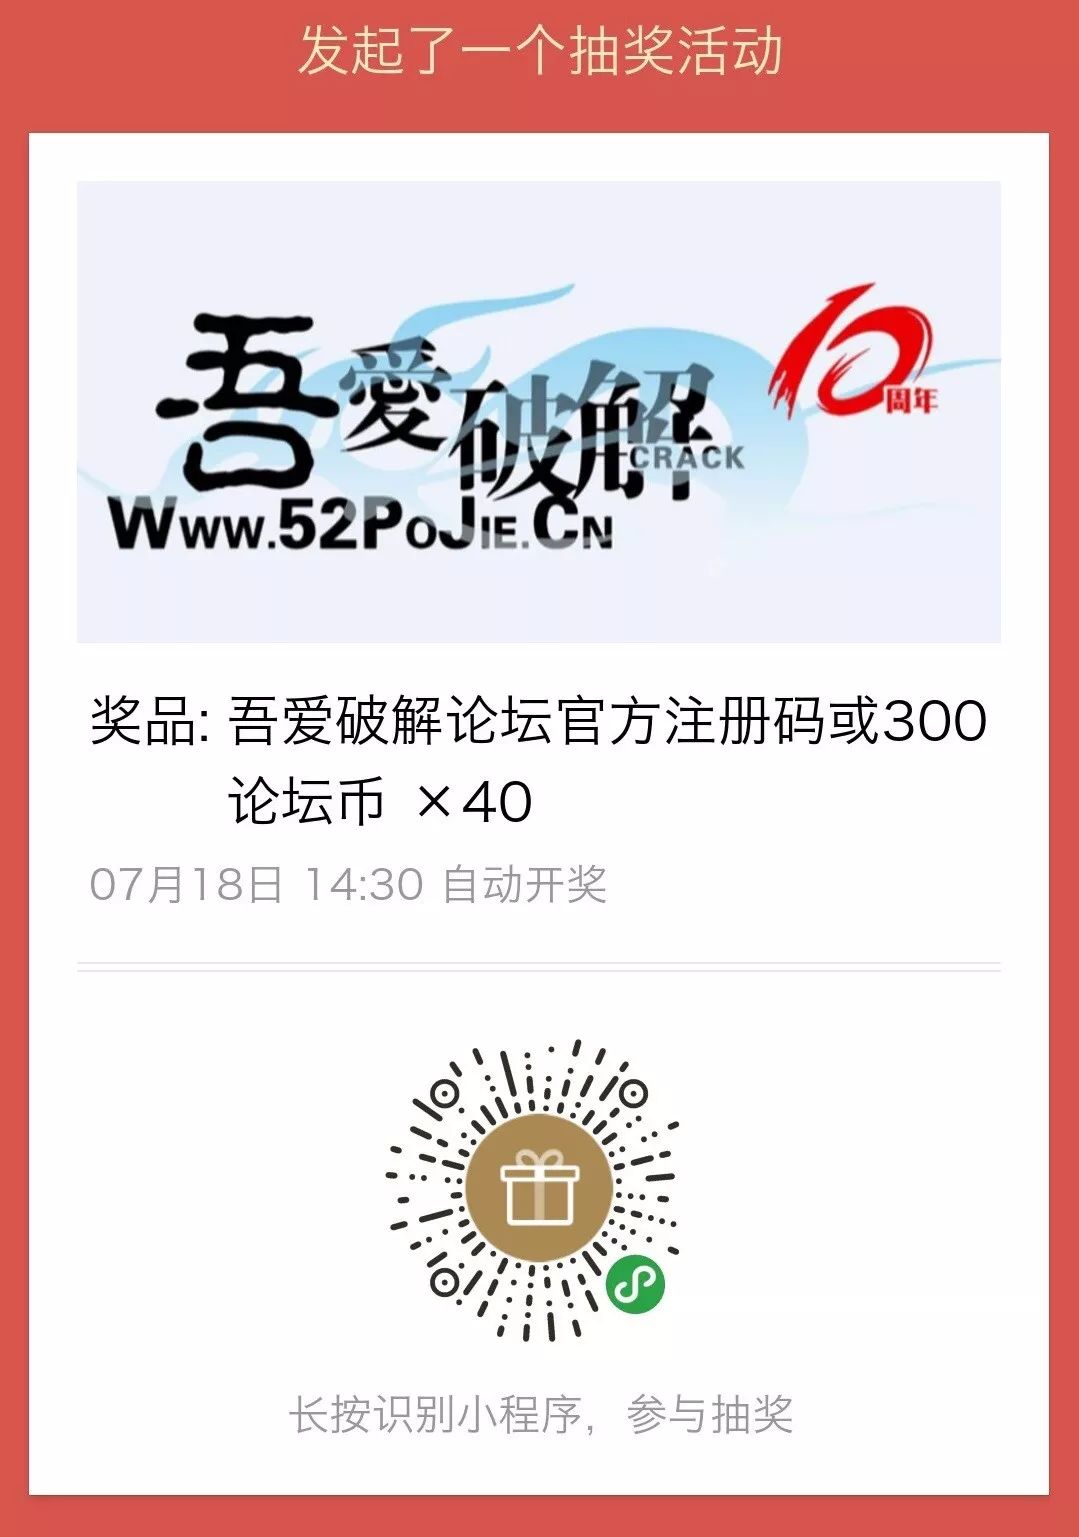 发起了一个抽奖活动
吾愛破解
CRACK
10周年
Www.52PoJie.Cn
奖品: 吾爱破解论坛官方注册码或300
论坛币 ×40
07月18日 14:30 自动开奖
长按识别小程序，参与抽奖